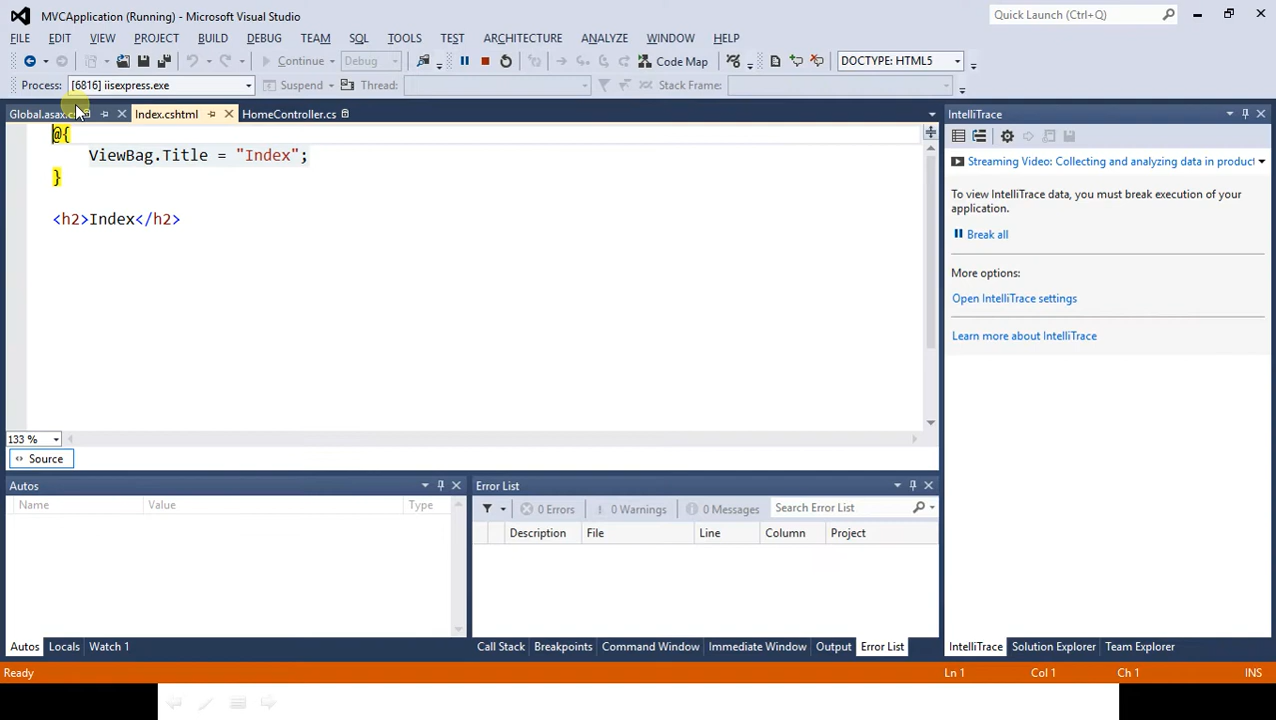 MVCApplication (Running) - Microsoft Visual Studio
Quick Launch (Ctrl+Q)
FILE EDIT VIEW PROJECT BUILD DEBUG TEAM SQL TOOLS TEST ARCHITECTURE ANALYZE WINDOW HELP
Continue Debug Code Map DOCTYPE: HTML5
Process: [6816] iisexpress.exe Suspend Thread: Stack Frame:
Global.asax.cs Index.cshtml HomeController.cs
@{
ViewBag.Title = "Index";
}
<h2>Index</h2>
133 %
Source
IntelliTrace
Streaming Video: Collecting and analyzing data in product
To view IntelliTrace data, you must break execution of your
application.
Break all
More options:
Open IntelliTrace settings
Learn more about IntelliTrace
Autos
Name Value Type
Error List
0 Errors 0 Warnings 0 Messages Search Error List
Description File Line Column Project
Autos Locals Watch 1
Call Stack Breakpoints Command Window Immediate Window Output Error List
IntelliTrace Solution Explorer Team Explorer
Ready Ln 1 Col 1 Ch 1 INS